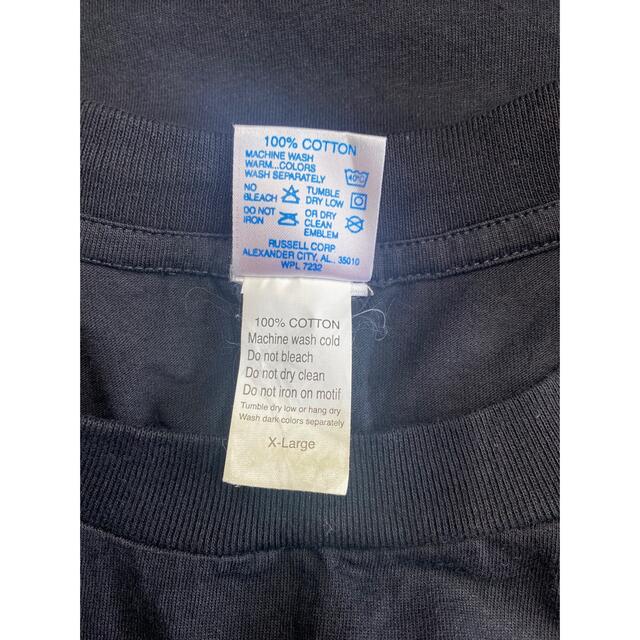 100% COTTON
MACHINE WASH
WARM...COLORS
WASH SEPARATELY
40°C
NO TUMBLE
BLEACH DRY LOW
DO NOT OR DRY
IRON CLEAN
EMBLEM
RUSSELL CORP
ALEXANDER CITY, AL., 35010
WPL 7232
100% COTTON
Machine wash cold
Do not bleach
Do not dry clean
Do not iron on motif
Tumble dry low or hang dry
Wash dark colors separately
X-Large